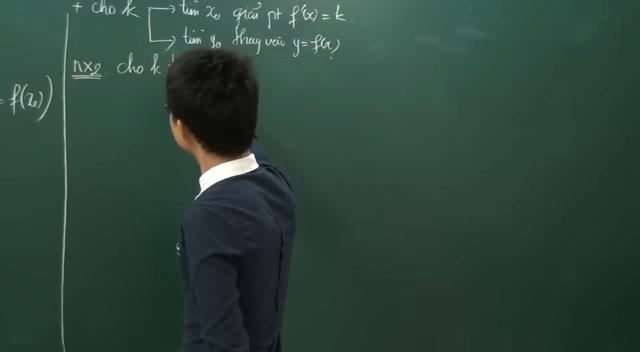 = f(x₀)
+ cho k → tìm x₀ giải pt f'(x) = k
→ tìm y₀ thay vào y = f(x)
nx2 cho k